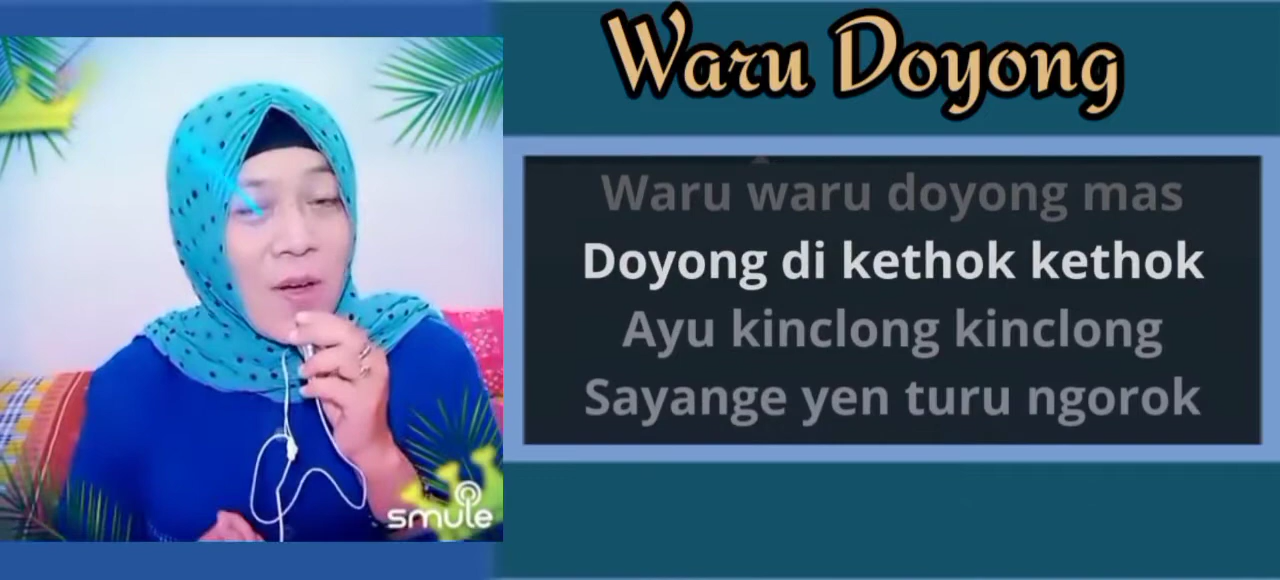 Waru Doyong
Waru waru doyong mas
Doyong di kethok kethok
Ayu kinclong kinclong
Sayange yen turu ngorok
smule